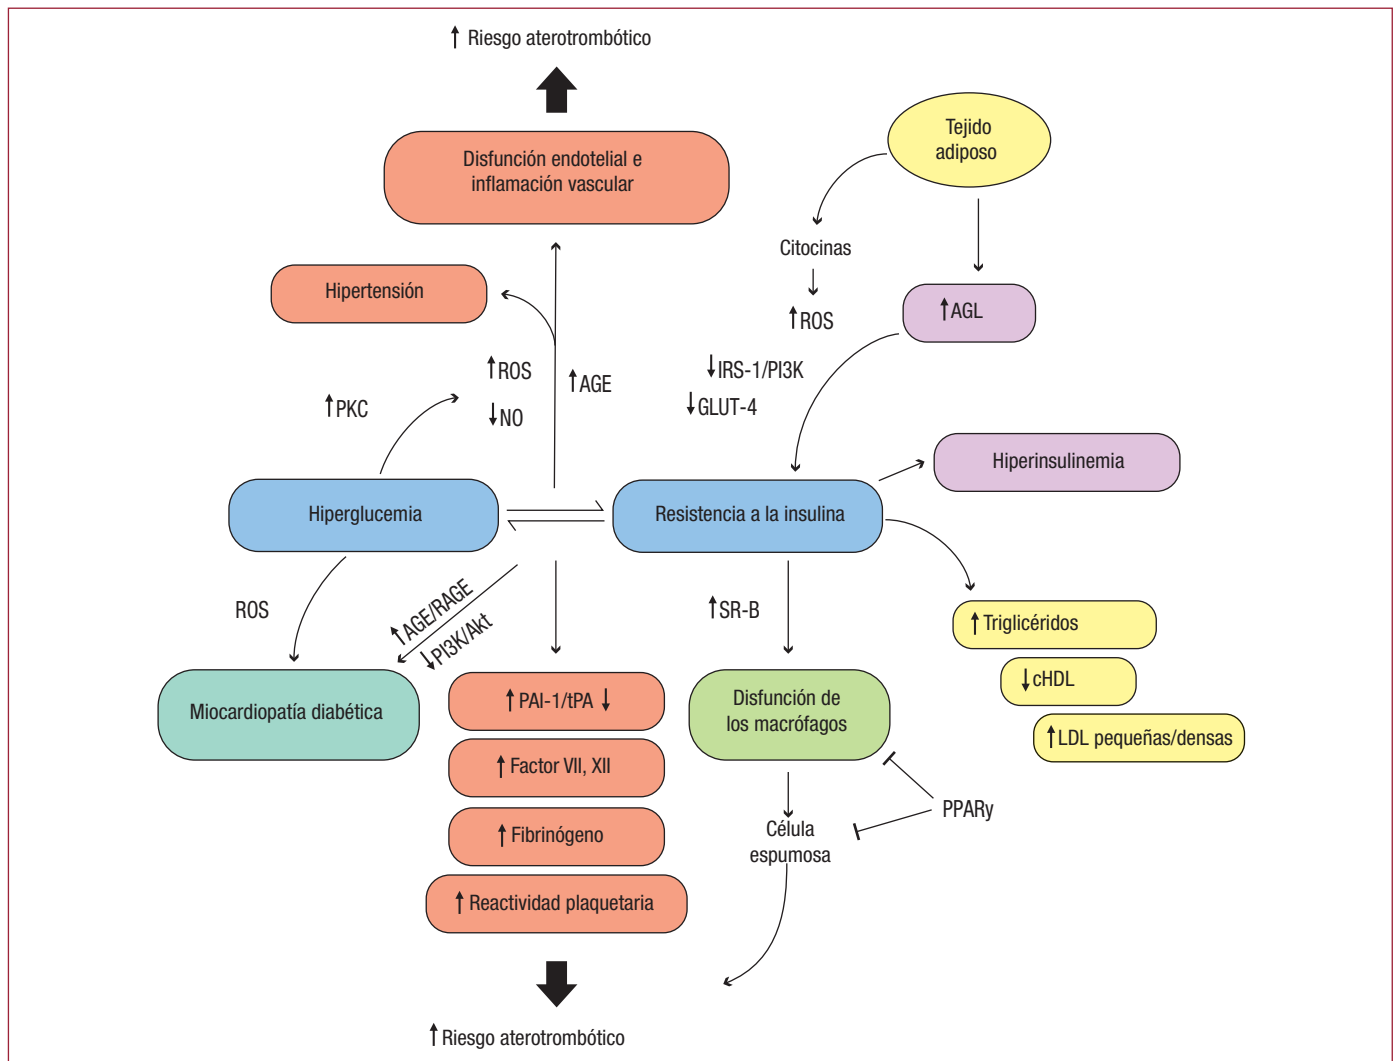 ↑ Riesgo aterotrombótico
Disfunción endotelial e
inflamación vascular
Tejido
adiposo
Citocinas
↑ROS
↑AGL
Hipertensión
↑ROS
↓NO
↑AGE
↑PKC
↓IRS-1/PI3K
↓GLUT-4
Hiperinsulinemia
Hiperglucemia
Resistencia a la insulina
ROS
↑AGE/RAGE
↓PI3K/Akt
↑SR-B
↑ Triglicéridos
↓cHDL
↑LDL pequeñas/densas
Miocardiopatía diabética
↑ PAI-1/tPA ↓
↑ Factor VII, XII
↑ Fibrinógeno
↑ Reactividad plaquetaria
Disfunción de
los macrófagos
PPARy
Célula
espumosa
↑Riesgo aterotrombótico